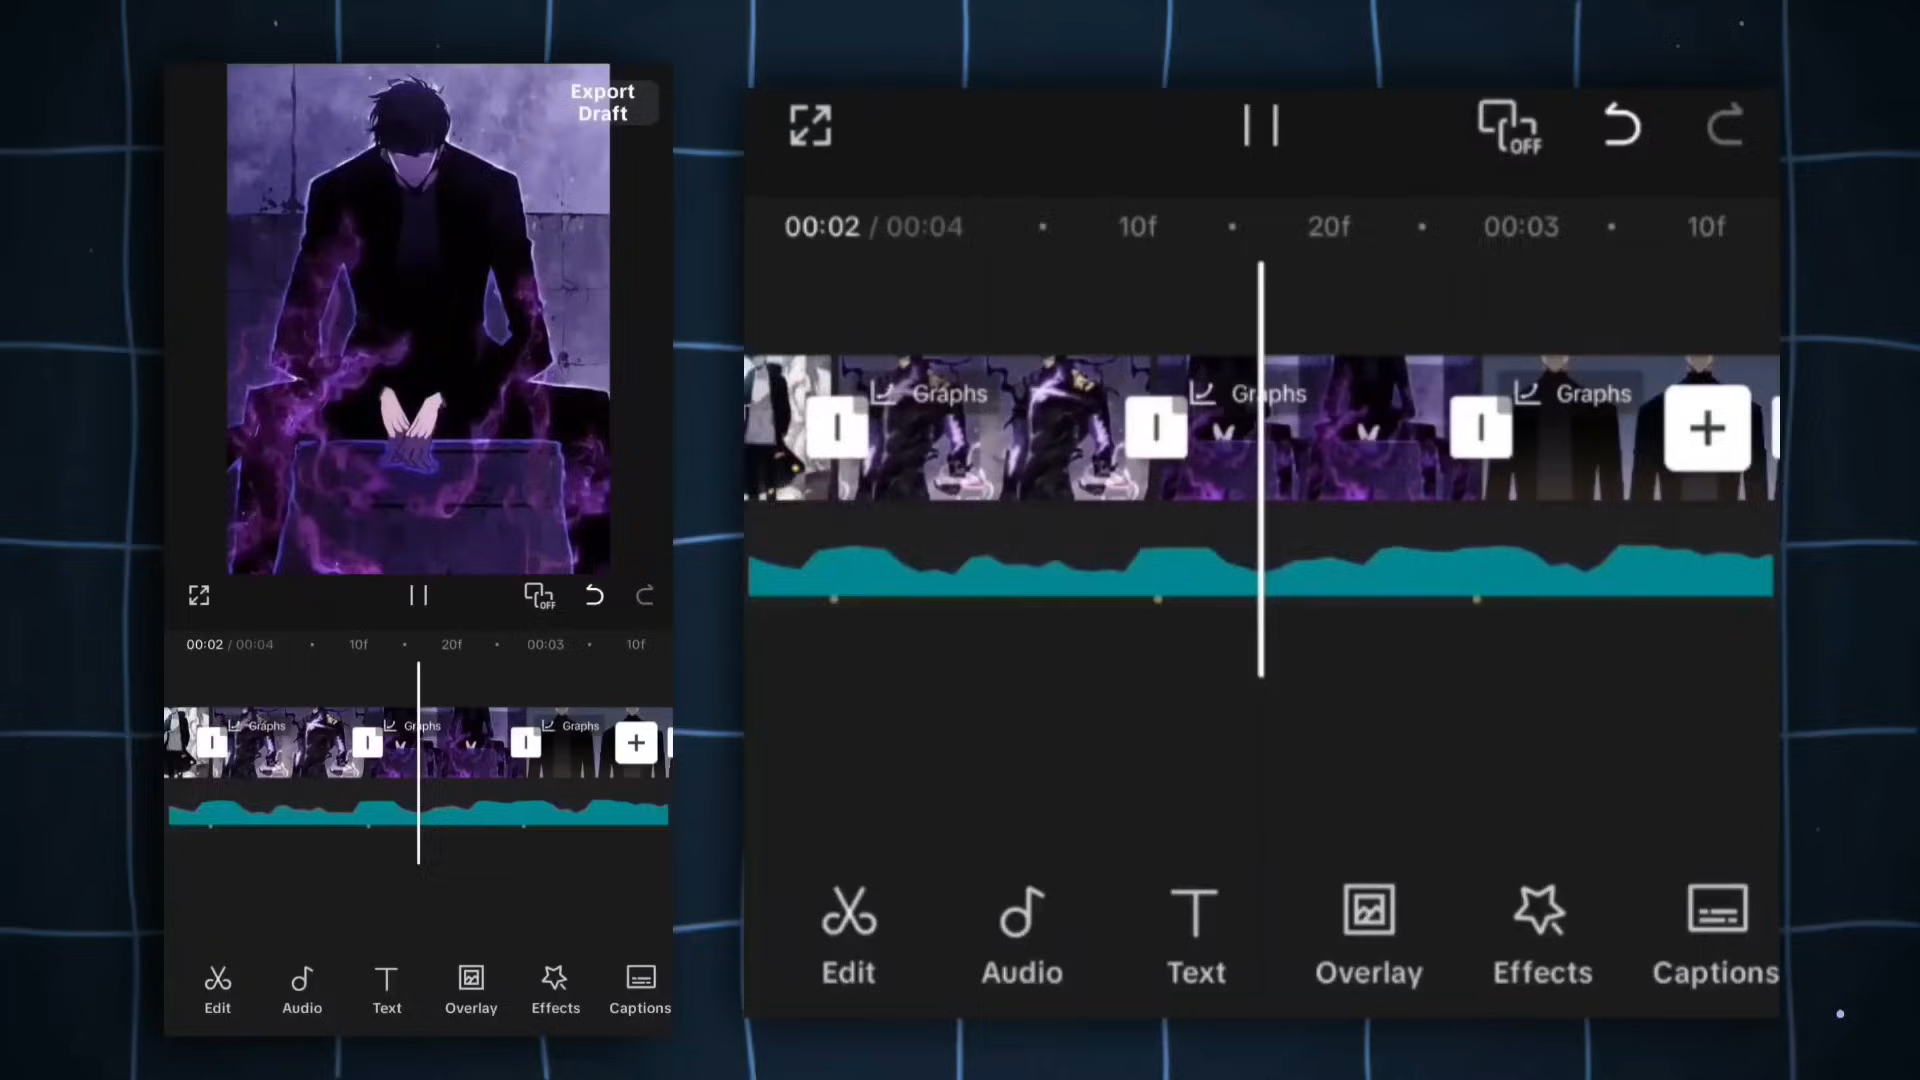 Export
Draft
OFF
00:02 / 00:04 10f 20f 00:03 10f
Graphs Graphs Graphs
Edit Audio Text Overlay Effects Captions
OFF
00:02 / 00:04 10f 20f 00:03 10f
Graphs Graphs Graphs
Edit Audio Text Overlay Effects Captions